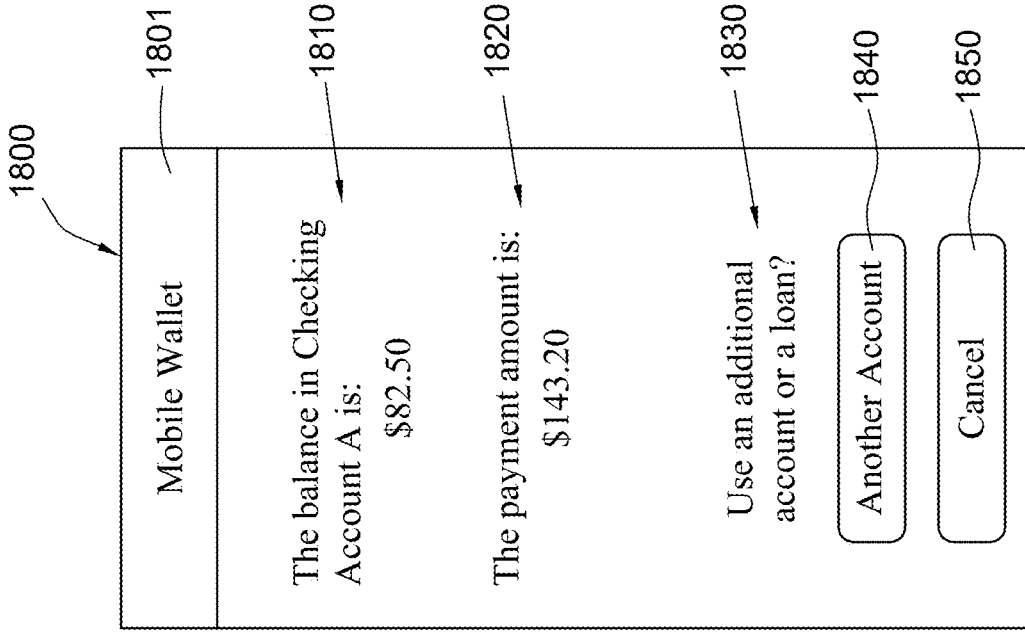 1800
Mobile Wallet
1801
The balance in Checking
Account A is:
$82.50
1810
The payment amount is:
$143.20
1820
Use an additional
account or a loan?
1830
Another Account
1840
Cancel
1850